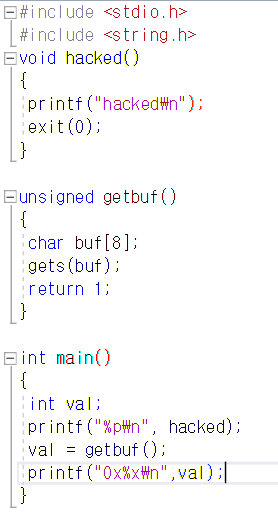 #include <stdio.h>
#include <string.h>
void hacked()
{
printf("hacked₩n");
exit(0);
}
unsigned getbuf()
{
char buf[8];
gets(buf);
return 1;
}
int main()
{
int val;
printf("%p₩n", hacked);
val = getbuf();
printf("0x%x₩n",val);
}